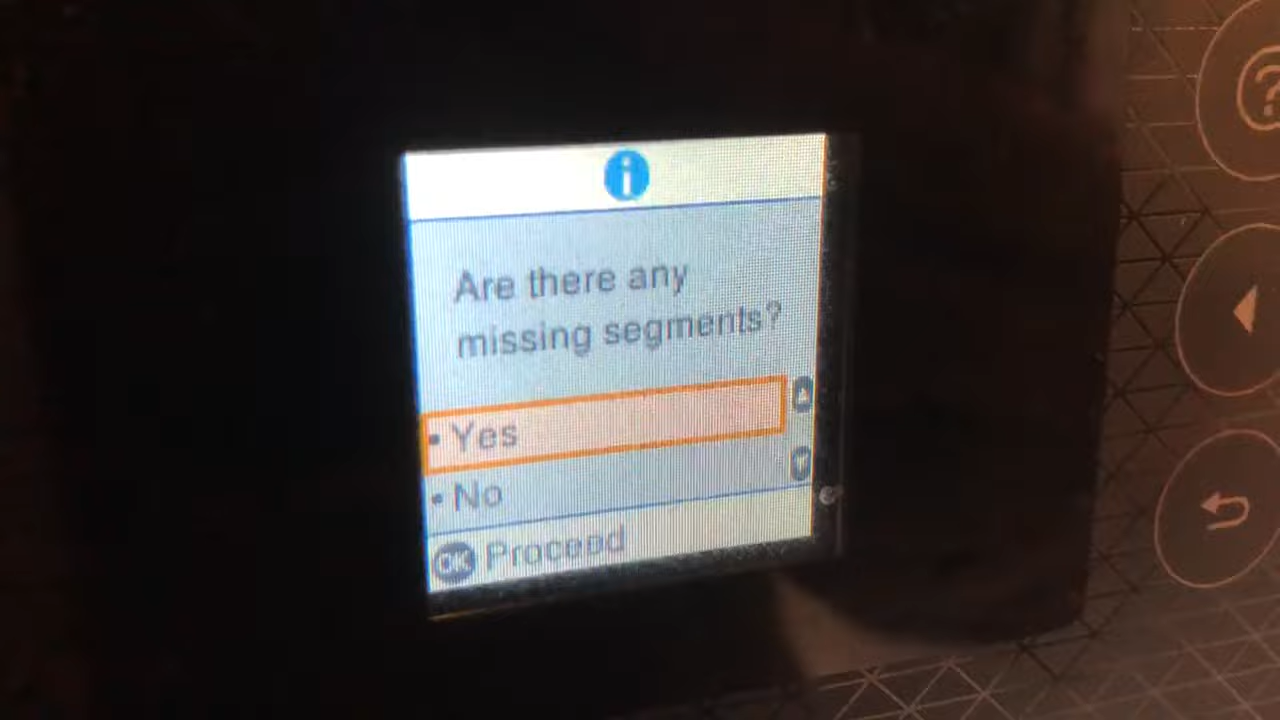 i
Are there any
missing segments?
• Yes
• No
OK Proceed
?